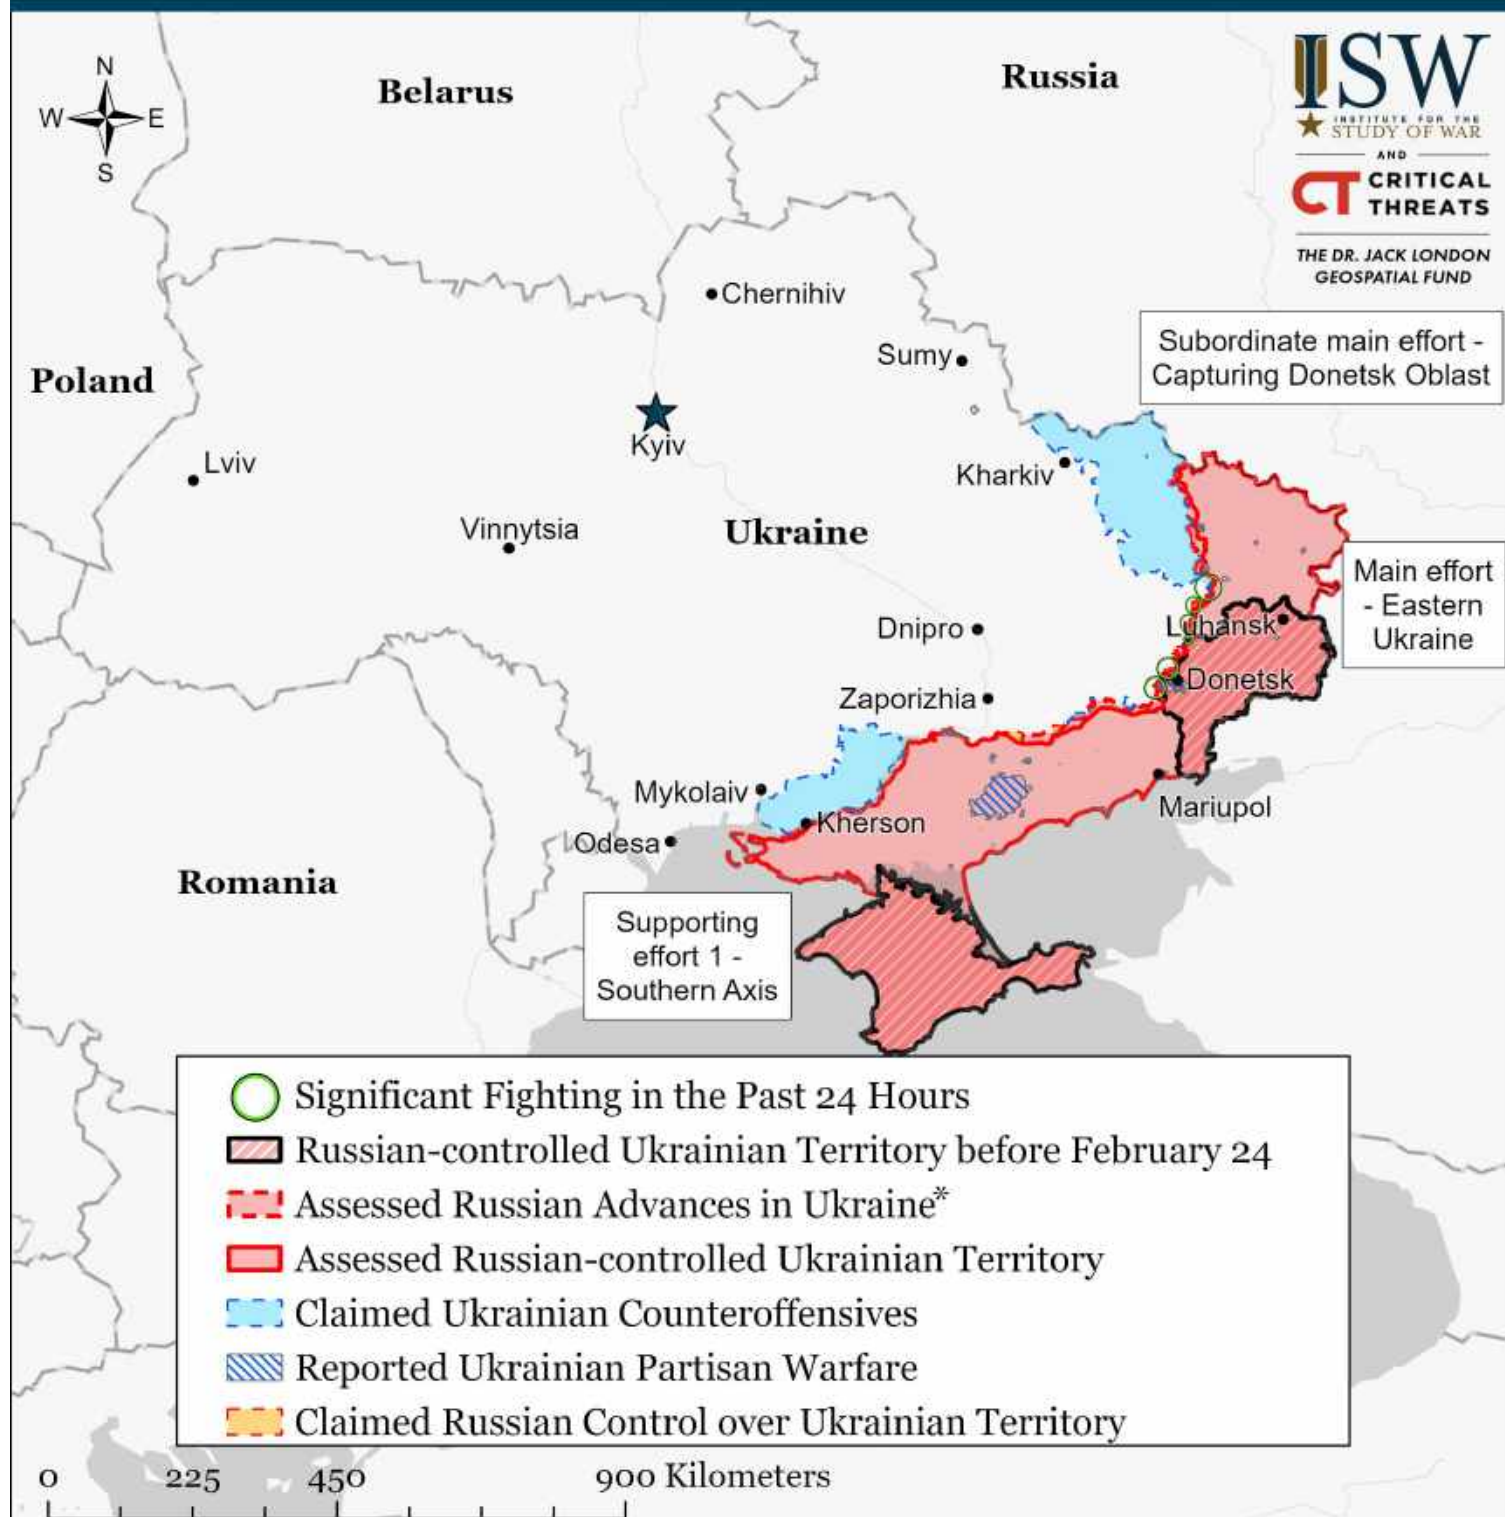 N
W E
S
Belarus
Russia
ISW
INSTITUTE FOR THE
STUDY OF WAR
AND
CT CRITICAL
THREATS
THE DR. JACK LONDON
GEOSPATIAL FUND
Chernihiv
Subordinate main effort -
Capturing Donetsk Oblast
Sumy
Poland
Kyiv
Lviv
Kharkiv
Vinnytsia
Ukraine
Main effort
- Eastern
Ukraine
Dnipro
Luhansk
Donetsk
Zaporizhia
Mykolaiv
Mariupol
Kherson
Odesa
Romania
Supporting
effort 1 -
Southern Axis
Significant Fighting in the Past 24 Hours
Russian-controlled Ukrainian Territory before February 24
Assessed Russian Advances in Ukraine*
Assessed Russian-controlled Ukrainian Territory
Claimed Ukrainian Counteroffensives
Reported Ukrainian Partisan Warfare
Claimed Russian Control over Ukrainian Territory
0 225 450 900 Kilometers